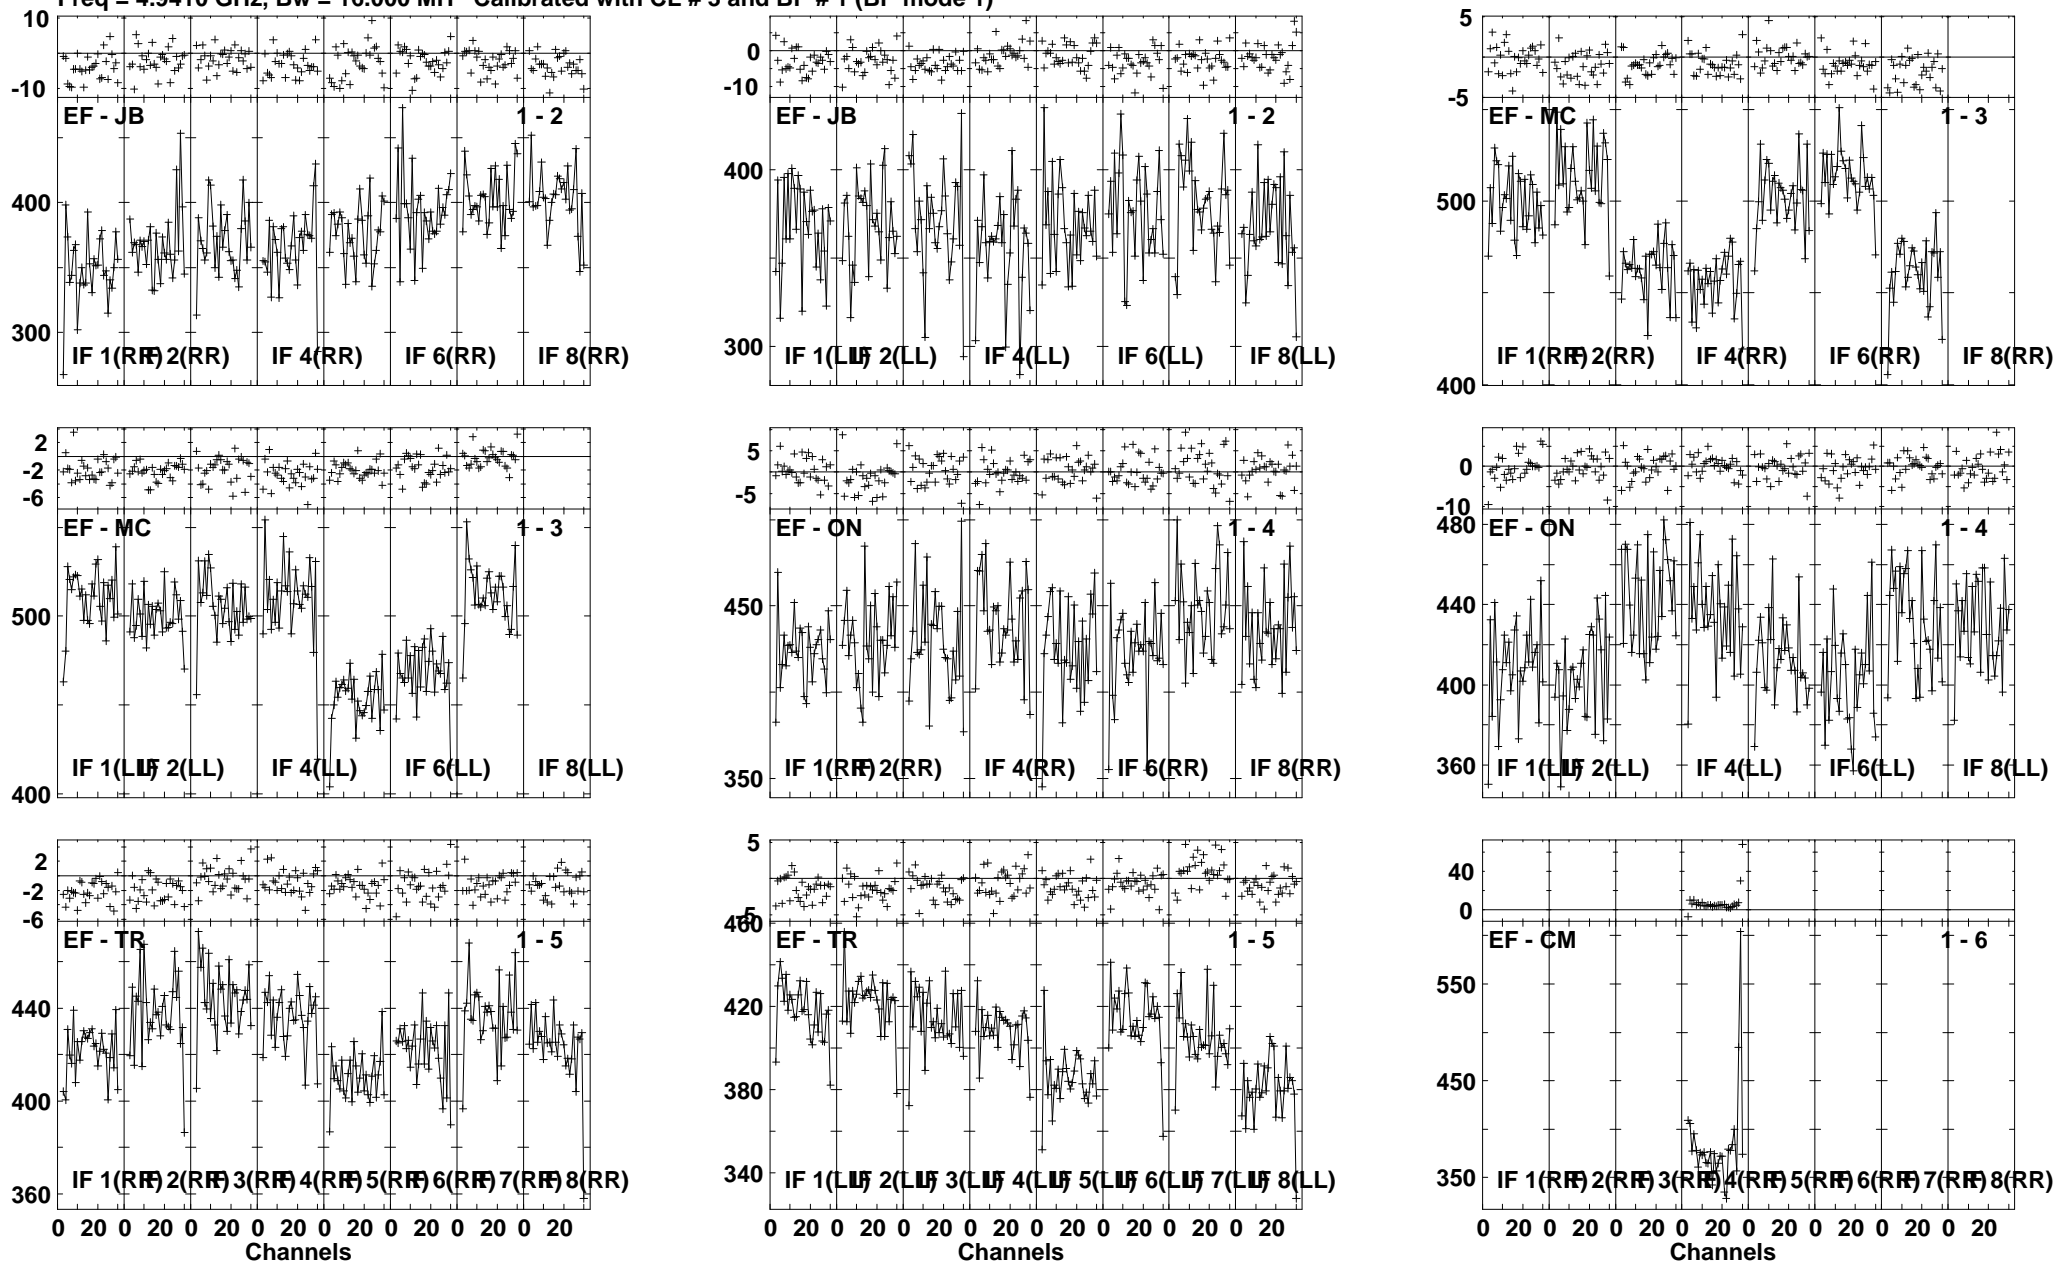 Freq = 4.9410 GHz, Bw = 16.000 MH Calibrated with CL # 3 and BP # 1 (BP mode 1)
10
0
-10
EF - JB 1 - 2
400
300
IF 1(RR) IF 2(RR) IF 4(RR) IF 6(RR) IF 8(RR)
0
-10
EF - JB 1 - 2
400
300
IF 1(LL) IF 2(LL) IF 4(LL) IF 6(LL) IF 8(LL)
5
-5
EF - MC 1 - 3
500
400
IF 1(RR) IF 2(RR) IF 4(RR) IF 6(RR) IF 8(RR)
2
-2
-6
EF - MC 1 - 3
500
400
IF 1(LL) IF 2(LL) IF 4(LL) IF 6(LL) IF 8(LL)
5
-5
EF - ON 1 - 4
450
350
IF 1(RR) IF 2(RR) IF 4(RR) IF 6(RR) IF 8(RR)
0
-10
EF - ON 1 - 4
480
440
400
360
IF 1(LL) IF 2(LL) IF 4(LL) IF 6(LL) IF 8(LL)
2
-2
-6
EF - TR 1 - 5
440
400
360
IF 1(RR) IF 2(RR) IF 3(RR) IF 4(RR) IF 5(RR) IF 6(RR) IF 7(RR) IF 8(RR)
0 20 0 20 0 20 0 20 0 20 0 20 0 20 0 20
Channels
5
-5
EF - TR 1 - 5
460
420
380
340
IF 1(LL) IF 2(LL) IF 3(LL) IF 4(LL) IF 5(LL) IF 6(LL) IF 7(LL) IF 8(LL)
0 20 0 20 0 20 0 20 0 20 0 20 0 20 0 20
Channels
40
0
EF - CM 1 - 6
550
450
350
IF 1(RR) IF 2(RR) IF 3(RR) IF 4(RR) IF 5(RR) IF 6(RR) IF 7(RR) IF 8(RR)
0 20 0 20 0 20 0 20 0 20 0 20 0 20 0 20
Channels